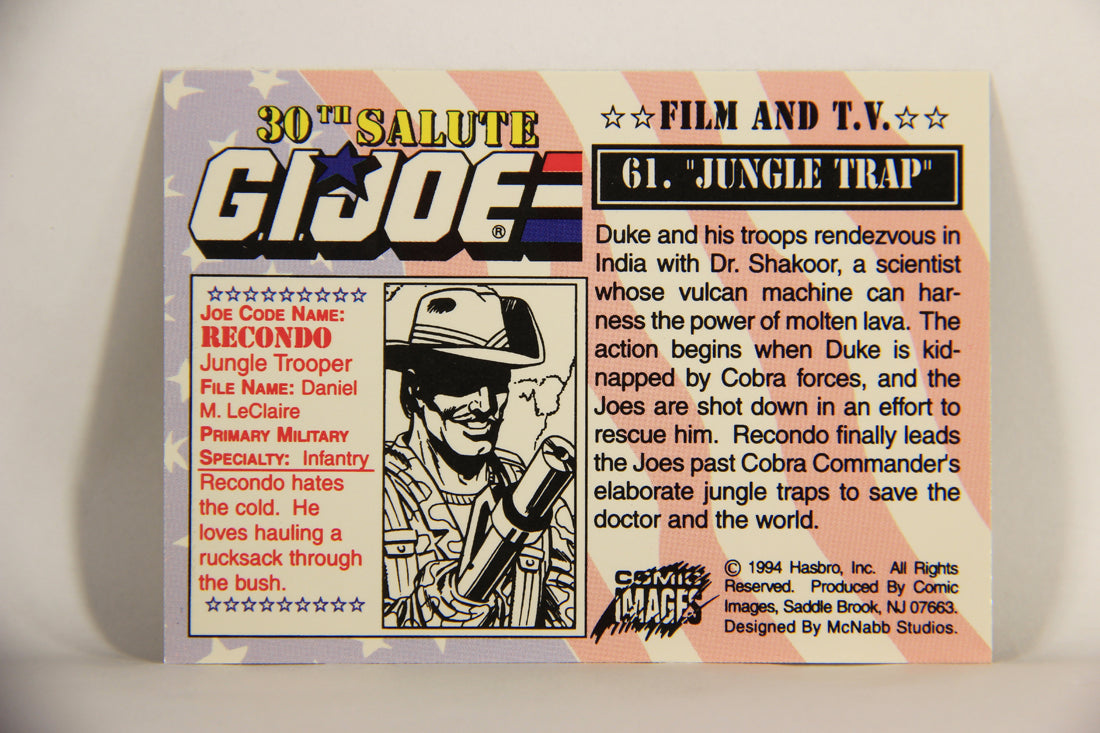 30TH SALUTE
G.I. JOE ®
JOE CODE NAME:
RECONDO
Jungle Trooper
FILE NAME: Daniel
M. LeClaire
PRIMARY MILITARY
SPECIALTY: Infantry
Recondo hates
the cold. He
loves hauling a
rucksack through
the bush.
☆☆FILM AND T.V.☆☆
61. "JUNGLE TRAP"
Duke and his troops rendezvous in
India with Dr. Shakoor, a scientist
whose vulcan machine can har-
ness the power of molten lava. The
action begins when Duke is kid-
napped by Cobra forces, and the
Joes are shot down in an effort to
rescue him. Recondo finally leads
the Joes past Cobra Commander's
elaborate jungle traps to save the
doctor and the world.
COMIC
IMAGES
© 1994 Hasbro, Inc. All Rights
Reserved. Produced By Comic
Images, Saddle Brook, NJ 07663.
Designed By McNabb Studios.